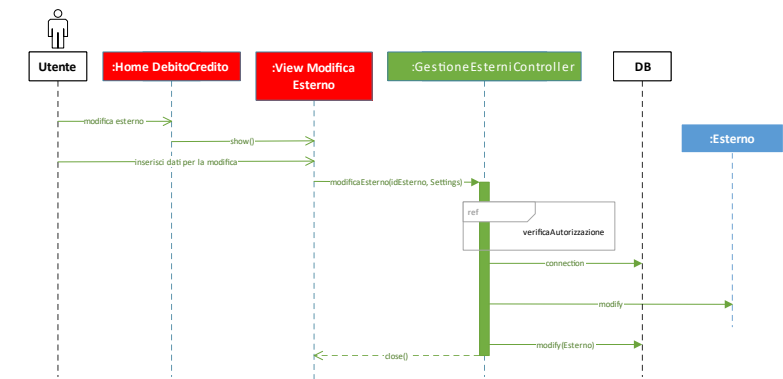 Utente
:Home DebitoCredito
:View Modifica
Esterno
:GestioneEsterniController
DB
:Esterno
modifica esterno
show()
inserisci dati per la modifica
modificaEsterno(idEsterno, Settings)
ref
verificaAutorizzazione
connection
modify
modify(Esterno)
close()